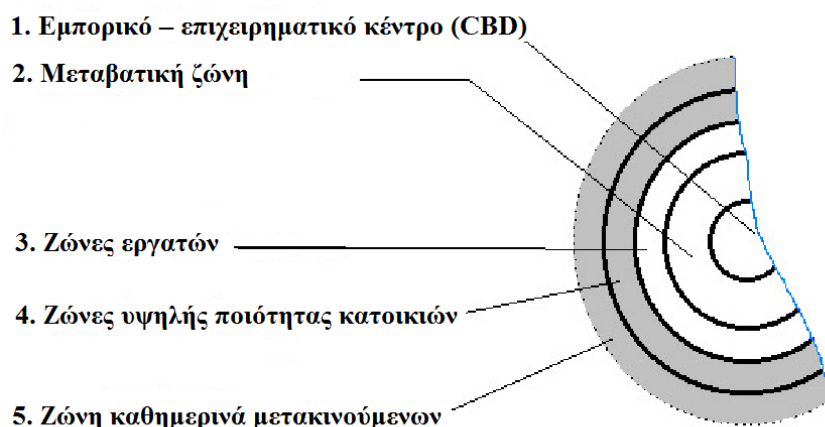 1. Εμπορικό – επιχειρηματικό κέντρο (CBD)
2. Μεταβατική ζώνη
3. Ζώνες εργατών
4. Ζώνες υψηλής ποιότητας κατοικιών
5. Ζώνη καθημερινά μετακινούμενων